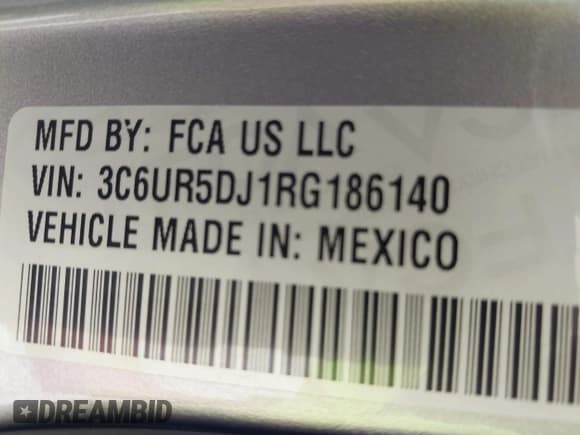 MFD BY: FCA US LLC
VIN: 3C6UR5DJ1RG186140
VEHICLE MADE IN: MEXICO
DREAMBID